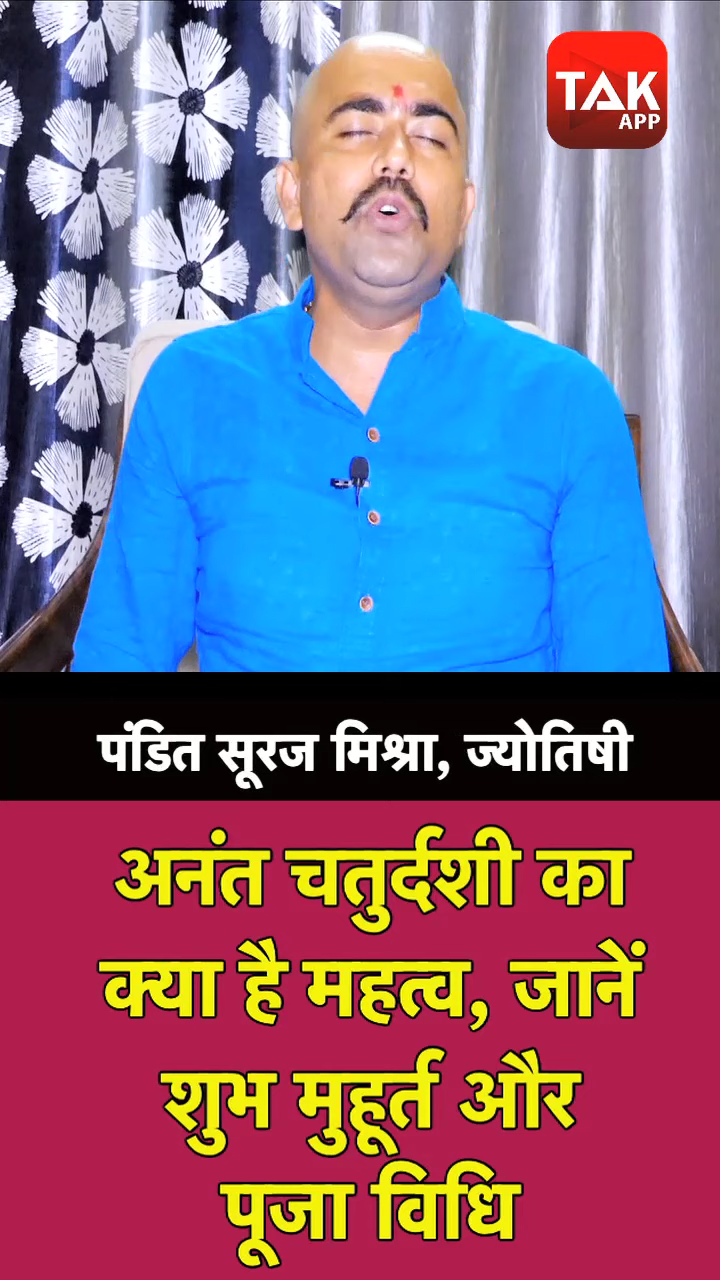 TAK
APP
पंडित सूरज मिश्रा, ज्योतिषी
अनंत चतुर्दशी का
क्या है महत्व, जानें
शुभ मुहूर्त और
पूजा विधि